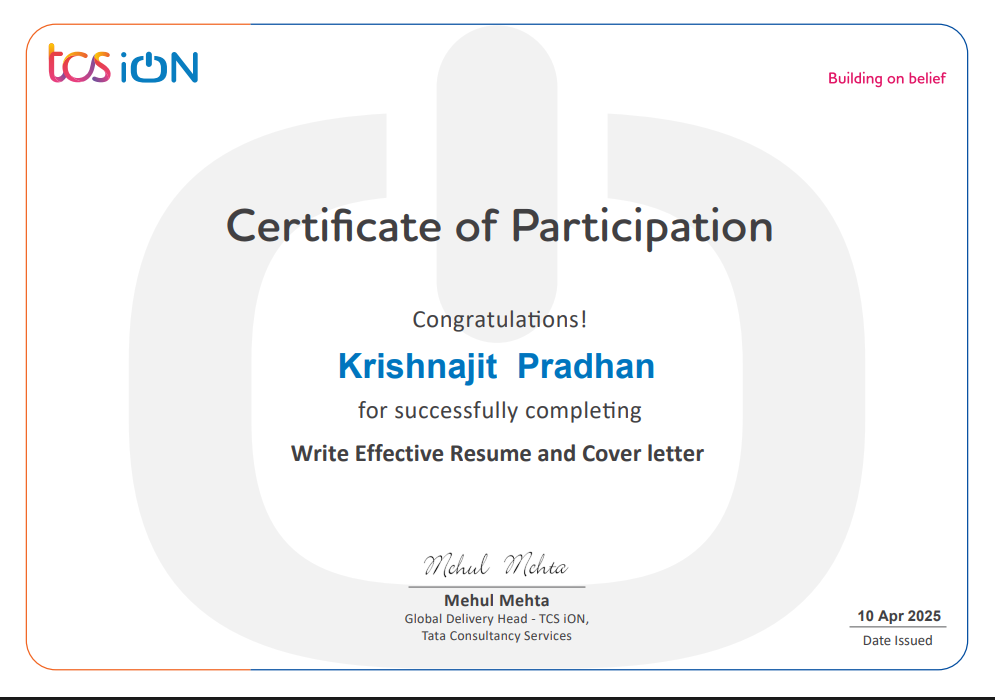 tcs iON
Building on belief
Certificate of Participation
Congratulations!
Krishnajit Pradhan
for successfully completing
Write Effective Resume and Cover letter
Mehul Mehta
Mehul Mehta
Global Delivery Head - TCS iON,
Tata Consultancy Services
10 Apr 2025
Date Issued